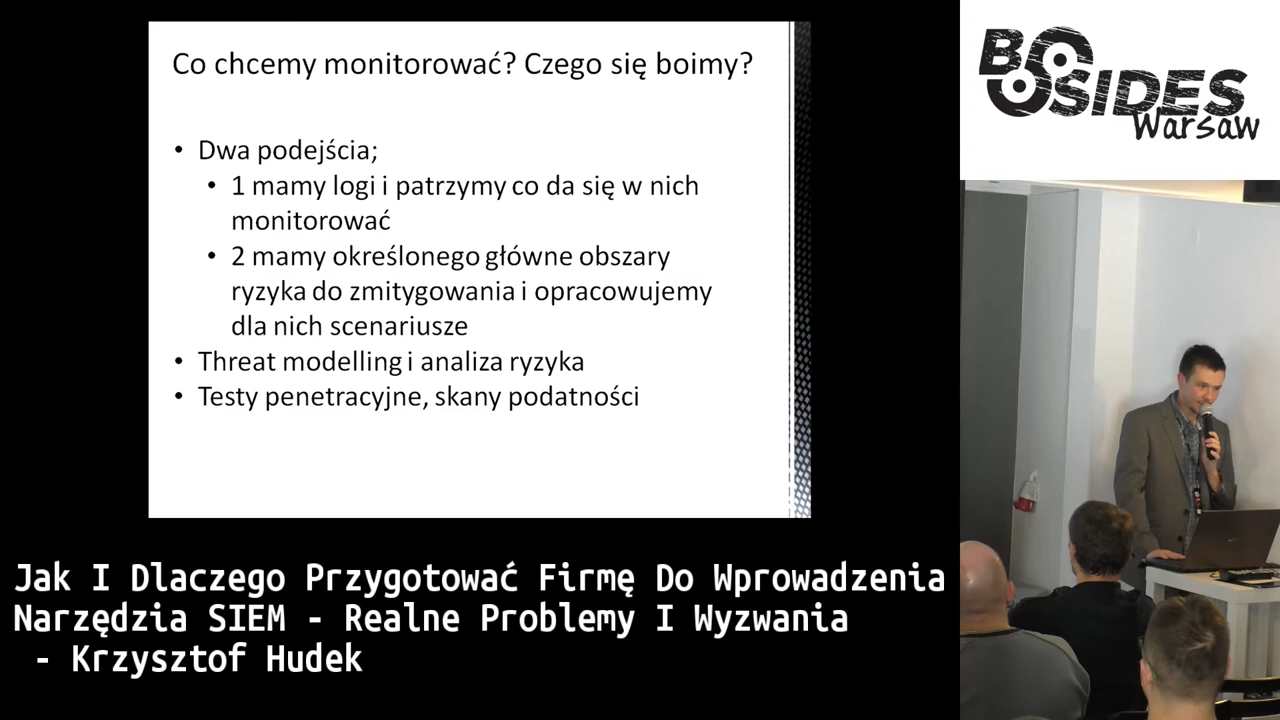 Co chcemy monitorować? Czego się boimy?
• Dwa podejścia;
• 1 mamy logi i patrzymy co da się w nich
monitorować
• 2 mamy określonego główne obszary
ryzyka do zmitygowania i opracowujemy
dla nich scenariusze
• Threat modelling i analiza ryzyka
• Testy penetracyjne, skany podatności
BSIDES
Warsaw
Jak I Dlaczego Przygotować Firmę Do Wprowadzenia
Narzędzia SIEM - Realne Problemy I Wyzwania
- Krzysztof Hudek